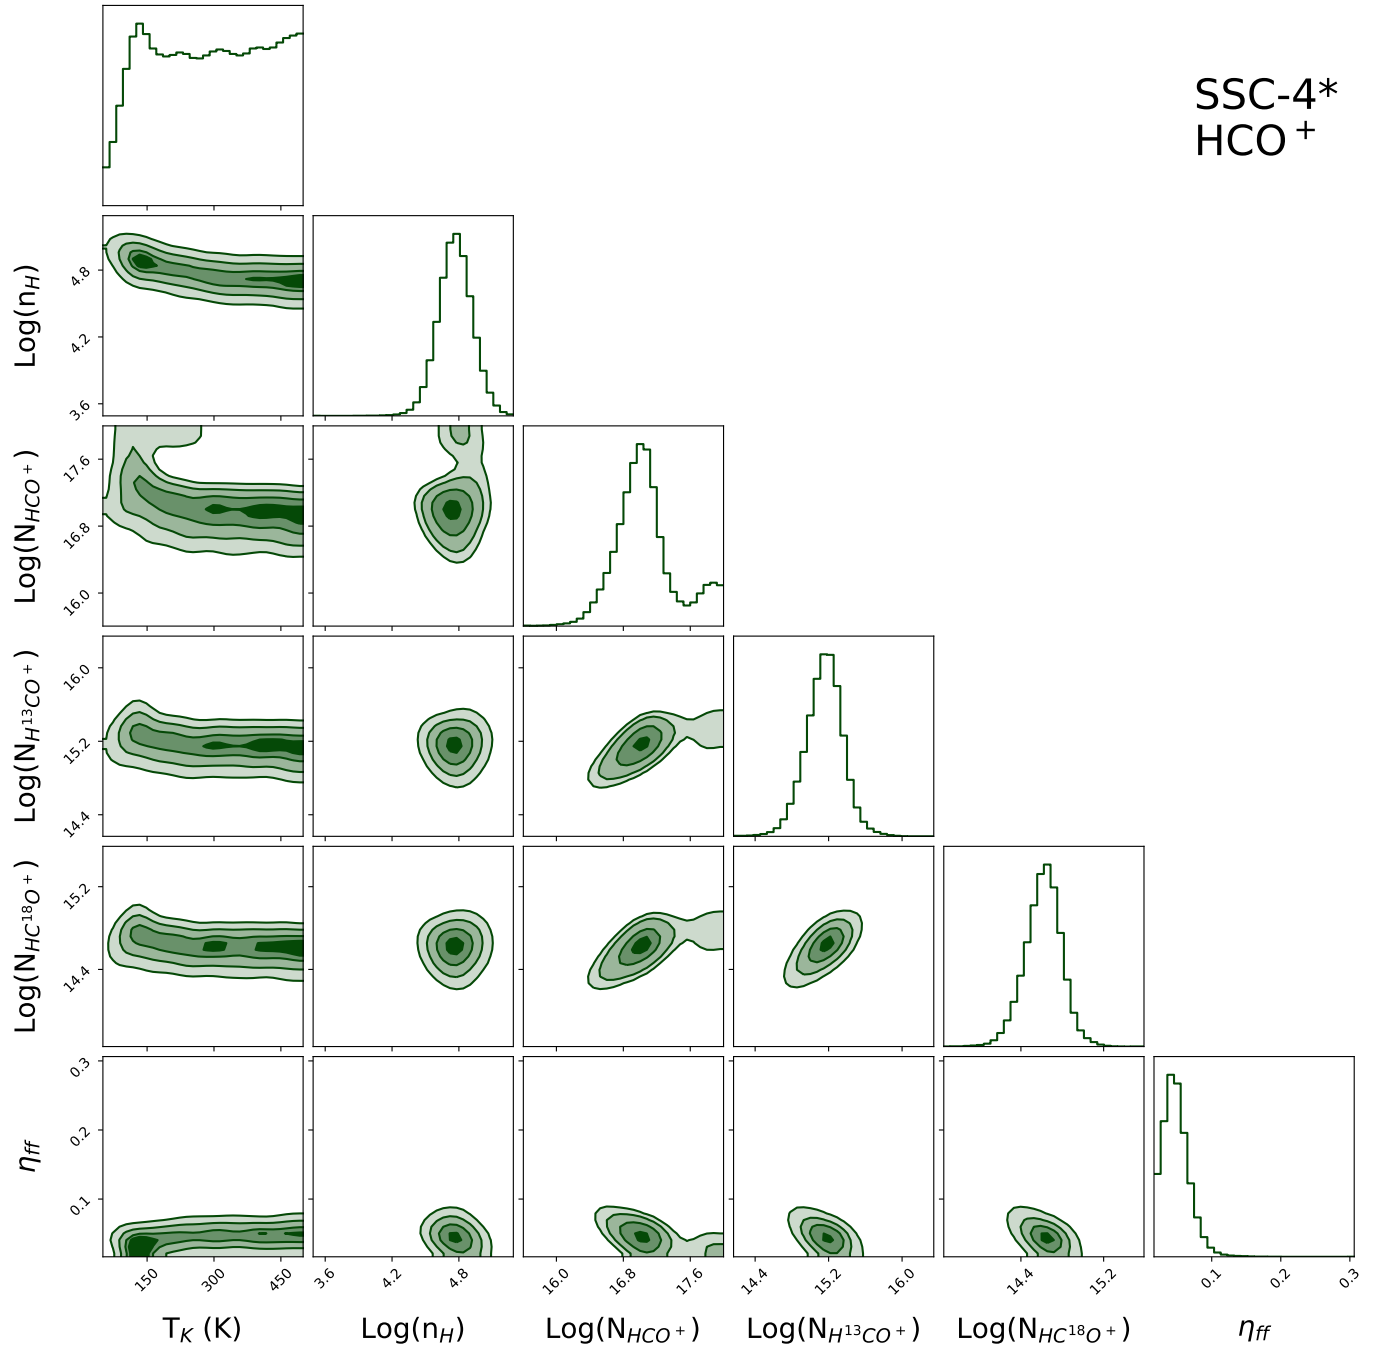 SSC-4*
HCO⁺
Log(n_H)
4.8
4.2
3.6
Log(N_HCO⁺)
17.6
16.8
16.0
Log(N_H¹³CO⁺)
16.0
15.2
14.4
Log(N_HC¹⁸O⁺)
15.2
14.4
η_ff
0.3
0.2
0.1
150 300 450 3.6 4.2 4.8 16.0 16.8 17.6 14.4 15.2 16.0 14.4 15.2 0.1 0.2 0.3
T_K (K) Log(n_H) Log(N_HCO⁺) Log(N_H¹³CO⁺) Log(N_HC¹⁸O⁺) η_ff